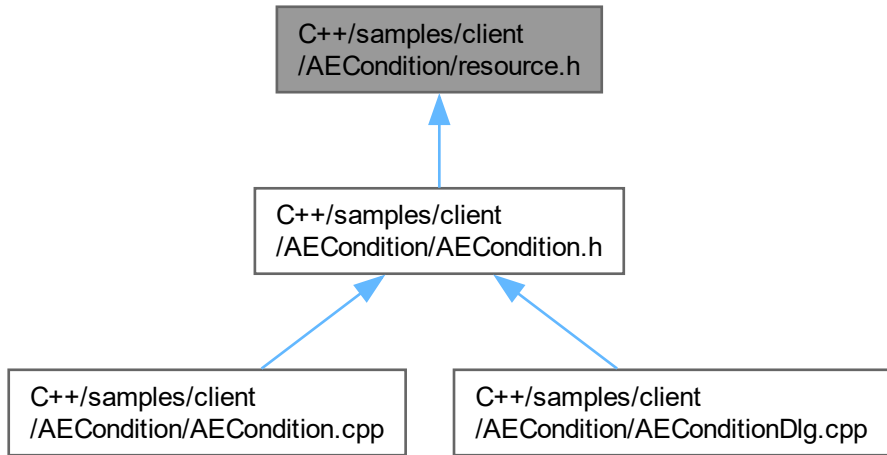 C++/samples/client
/AECondition/resource.h
C++/samples/client
/AECondition/AECondition.h
C++/samples/client
/AECondition/AECondition.cpp
C++/samples/client
/AECondition/AEConditionDlg.cpp